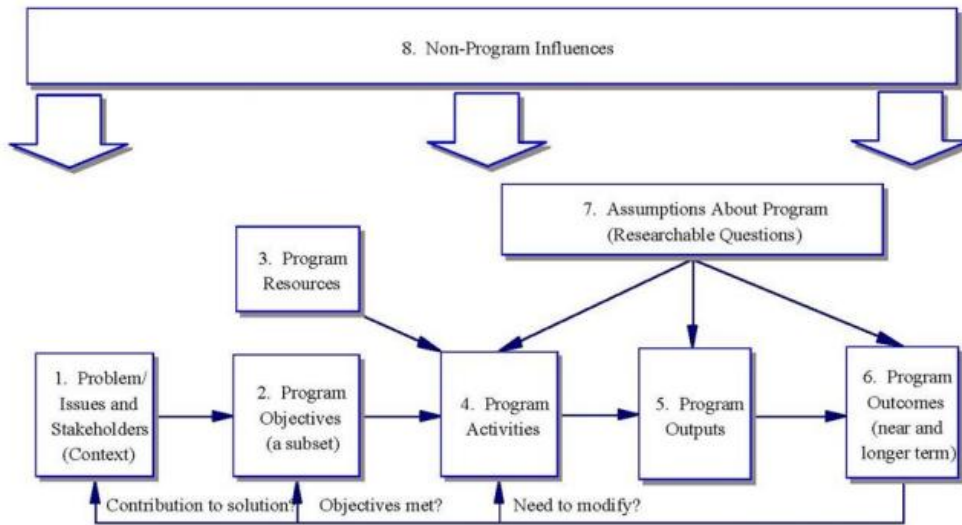 8. Non-Program Influences
7. Assumptions About Program
(Researchable Questions)
3. Program
Resources
1. Problem/
Issues and
Stakeholders
(Context)
2. Program
Objectives
(a subset)
4. Program
Activities
5. Program
Outputs
6. Program
Outcomes
(near and
longer term)
Contribution to solution?
Objectives met?
Need to modify?